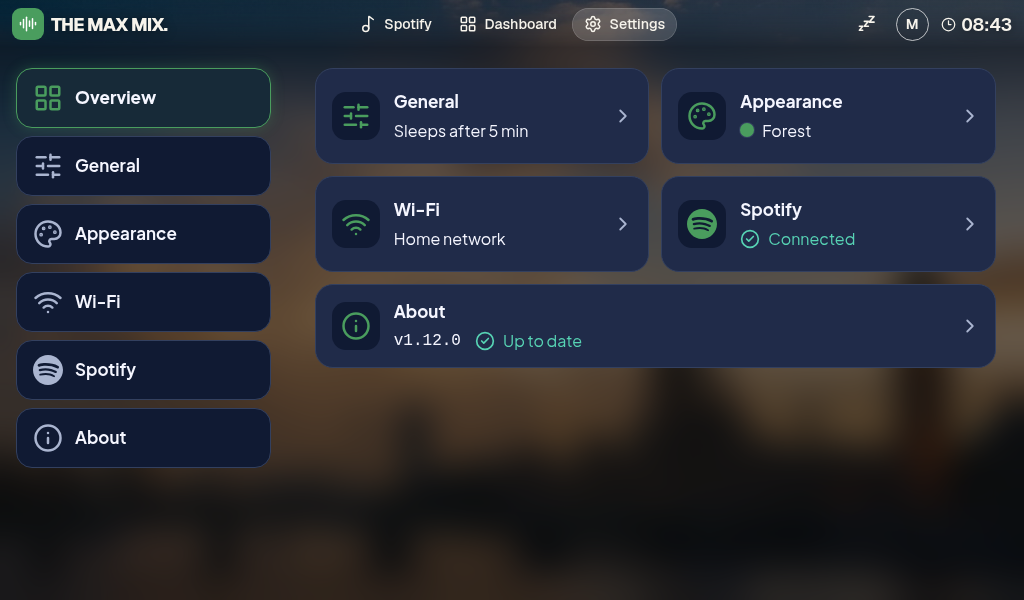 THE MAX MIX.
Spotify
Dashboard
Settings
zzz
M
08:43
Overview
General
Appearance
Wi-Fi
Spotify
About
General
Sleeps after 5 min
Appearance
Forest
Wi-Fi
Home network
Spotify
Connected
About
v1.12.0 Up to date